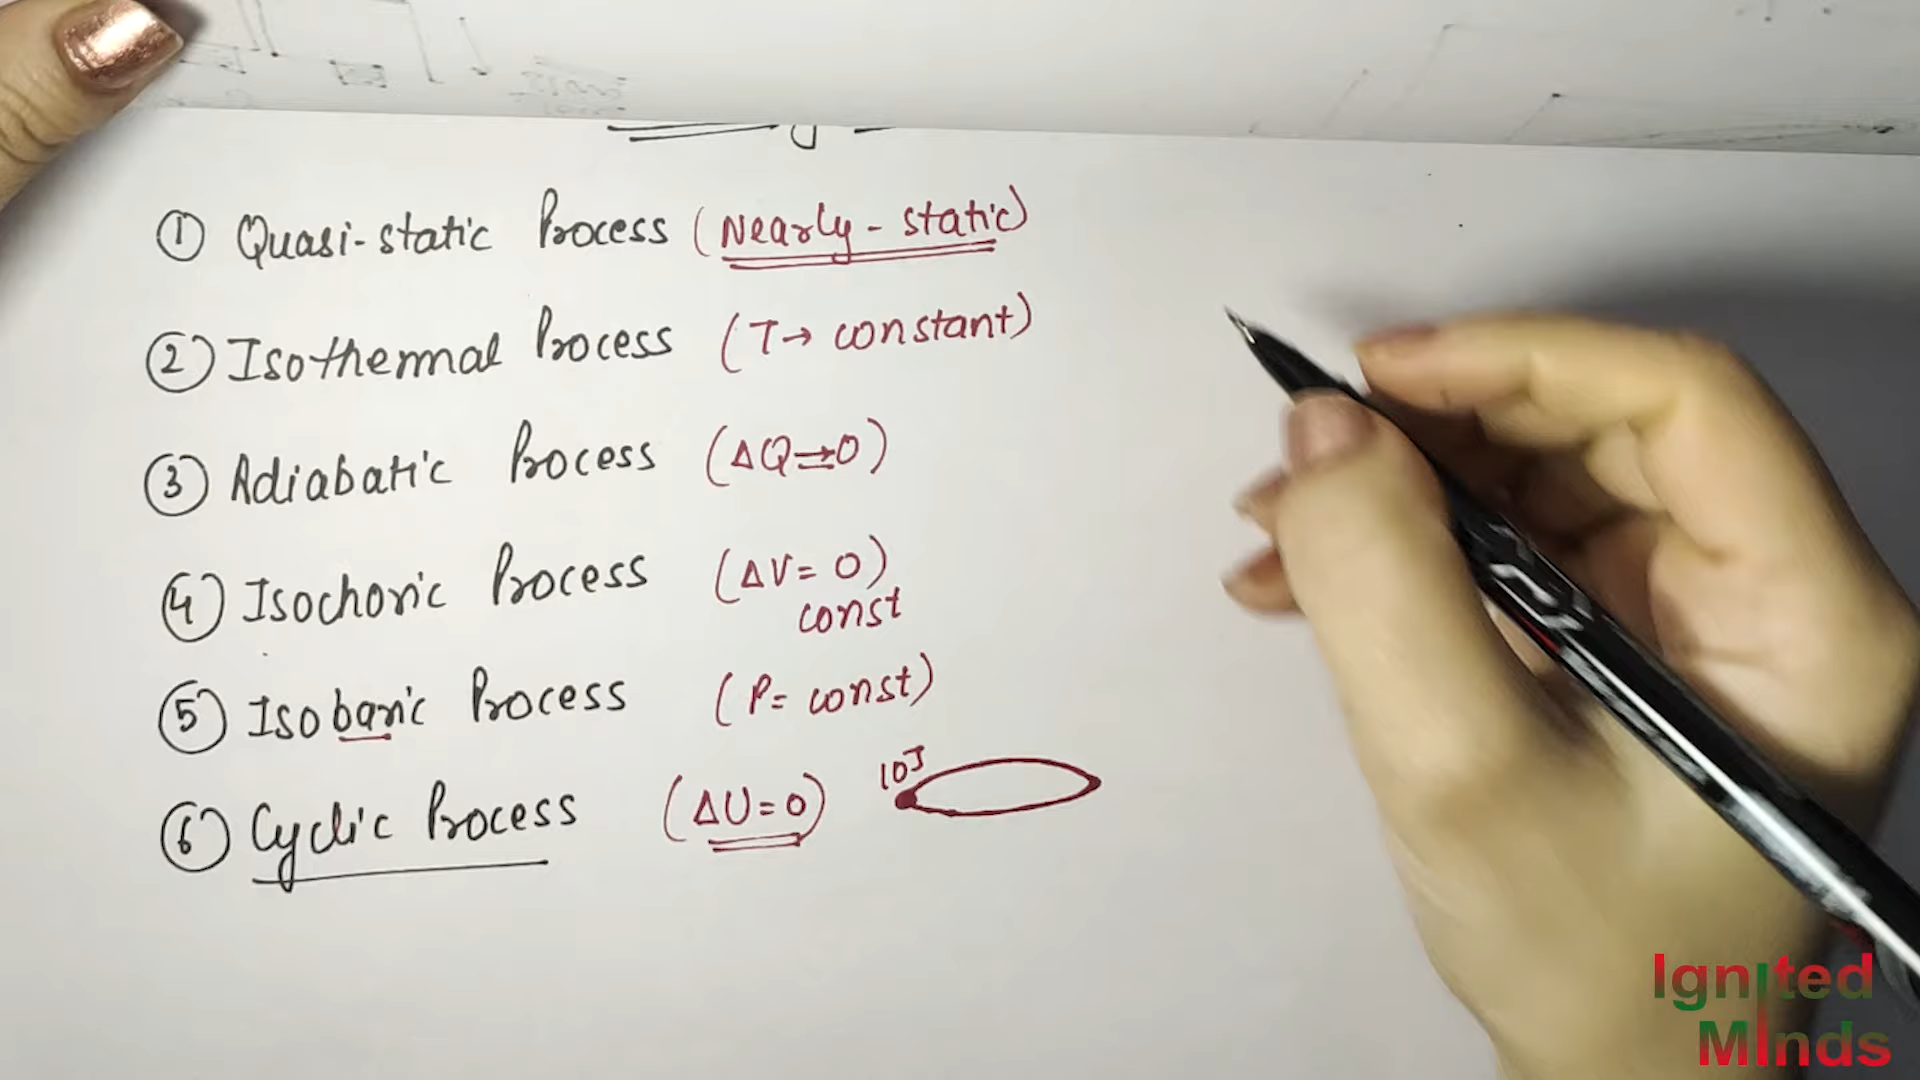 ① Quasi-static Process (Nearly-static)
② Isothermal Process (T→ constant)
③ Adiabatic Process (ΔQ⇒0)
④ Isochoric Process (ΔV= 0)
const
⑤ Isobaric Process (P= const)
⑥ Cyclic Process (ΔU=0) 10J
Ignited
Minds